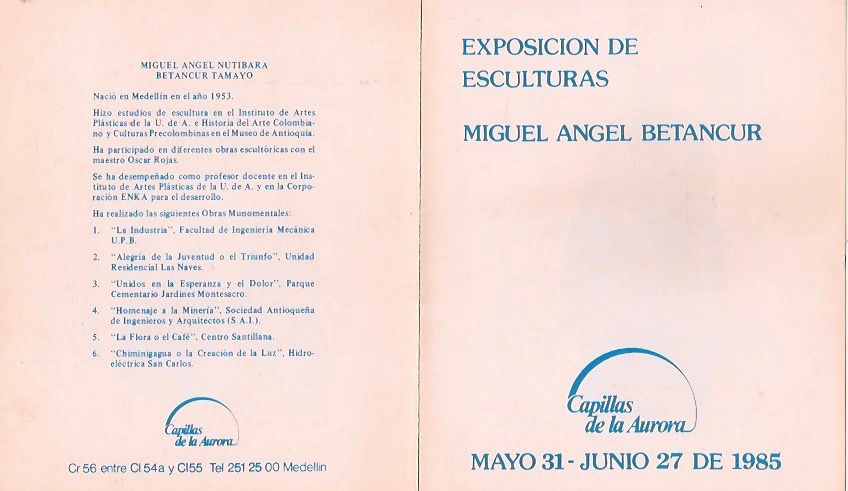 MIGUEL ANGEL NUTIBARA
BETANCUR TAMAYO
Nació en Medellín en el año 1953.
Hizo estudios de escultura en el Instituto de Artes
Plásticas de la U. de A. e Historia del Arte Colombia-
no y Culturas Precolombinas en el Museo de Antioquia.
Ha participado en diferentes obras escultóricas con el
maestro Oscar Rojas.
Se ha desempeñado como profesor docente en el Ins-
tituto de Artes Plásticas de la U. de A. y en la Corpo-
ración ENKA para el desarrollo.
Ha realizado las siguientes Obras Munomentales:
1. "La Industria", Facultad de Ingeniería Mecánica
U.P.B.
2. "Alegría de la Juventud o el Triunfo", Unidad
Residencial Las Naves.
3. "Unidos en la Esperanza y el Dolor", Parque
Cementario Jardines Montesacro.
4. "Homenaje a la Minería", Sociedad Antioqueña
de Ingenieros y Arquitectos (S.A.I.).
5. "La Flora o el Café", Centro Santillana.
6. "Chiminigagua o la Creación de la Luz", Hidro-
eléctrica San Carlos.
Capillas
de la Aurora
Cr 56 entre Cl 54a y Cl 55 Tel 251 25 00 Medellin
EXPOSICION DE
ESCULTURAS
MIGUEL ANGEL BETANCUR
Capillas
de la Aurora
MAYO 31 - JUNIO 27 DE 1985